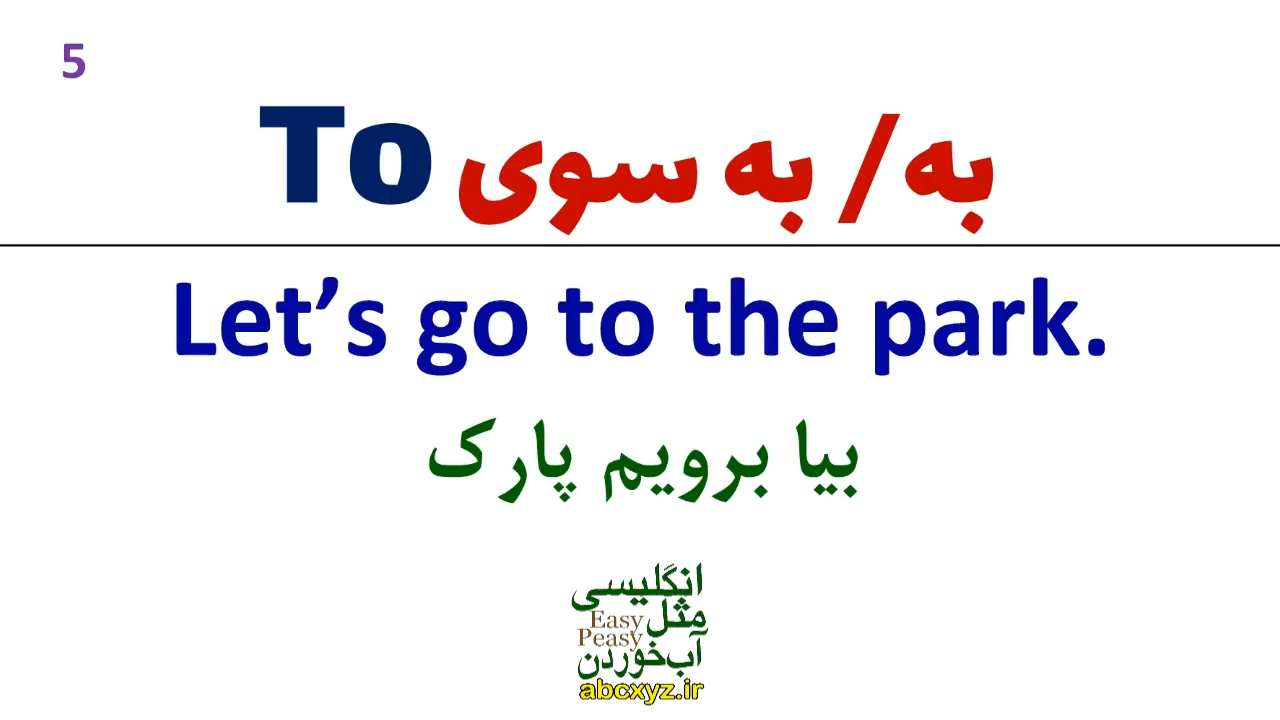 5
To به/ به سوی
Let’s go to the park.
بیا برویم پارک
انگلیسی
مثل
Easy
Peasy
آب‌خوردن
abcxyz.ir